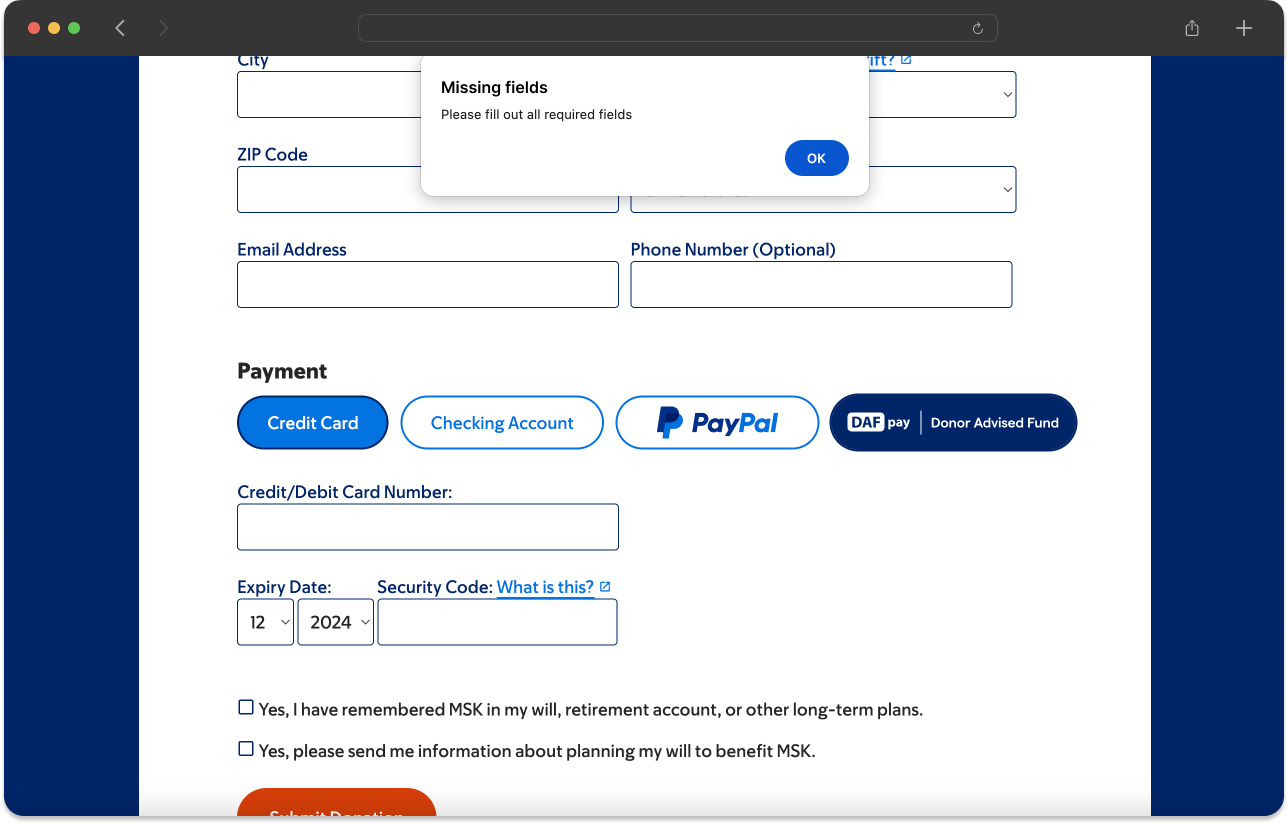 City
ift?
Missing fields
Please fill out all required fields
OK
ZIP Code
Email Address
Phone Number (Optional)
Payment
Credit Card
Checking Account
PayPal
DAF pay | Donor Advised Fund
Credit/Debit Card Number:
Expiry Date:
Security Code: What is this?
12
2024
Yes, I have remembered MSK in my will, retirement account, or other long-term plans.
Yes, please send me information about planning my will to benefit MSK.
Submit Donation